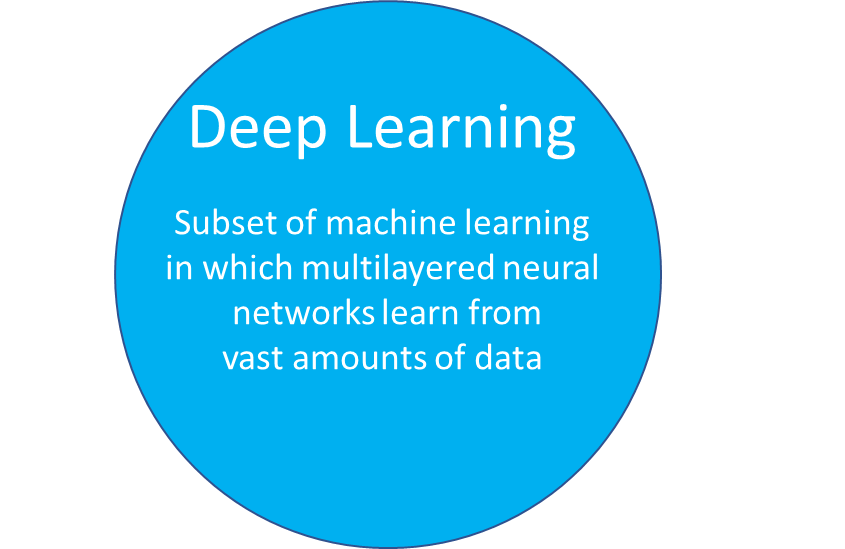 Deep Learning
Subset of machine learning
in which multilayered neural
networks learn from
vast amounts of data